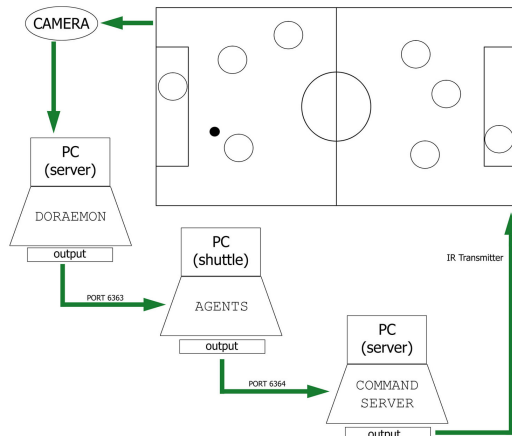 CAMERA
PC
(server)
DORAEMON
output
PORT 6363
PC
(shuttle)
AGENTS
output
PORT 6364
PC
(server)
COMMAND
SERVER
output
IR Transmitter